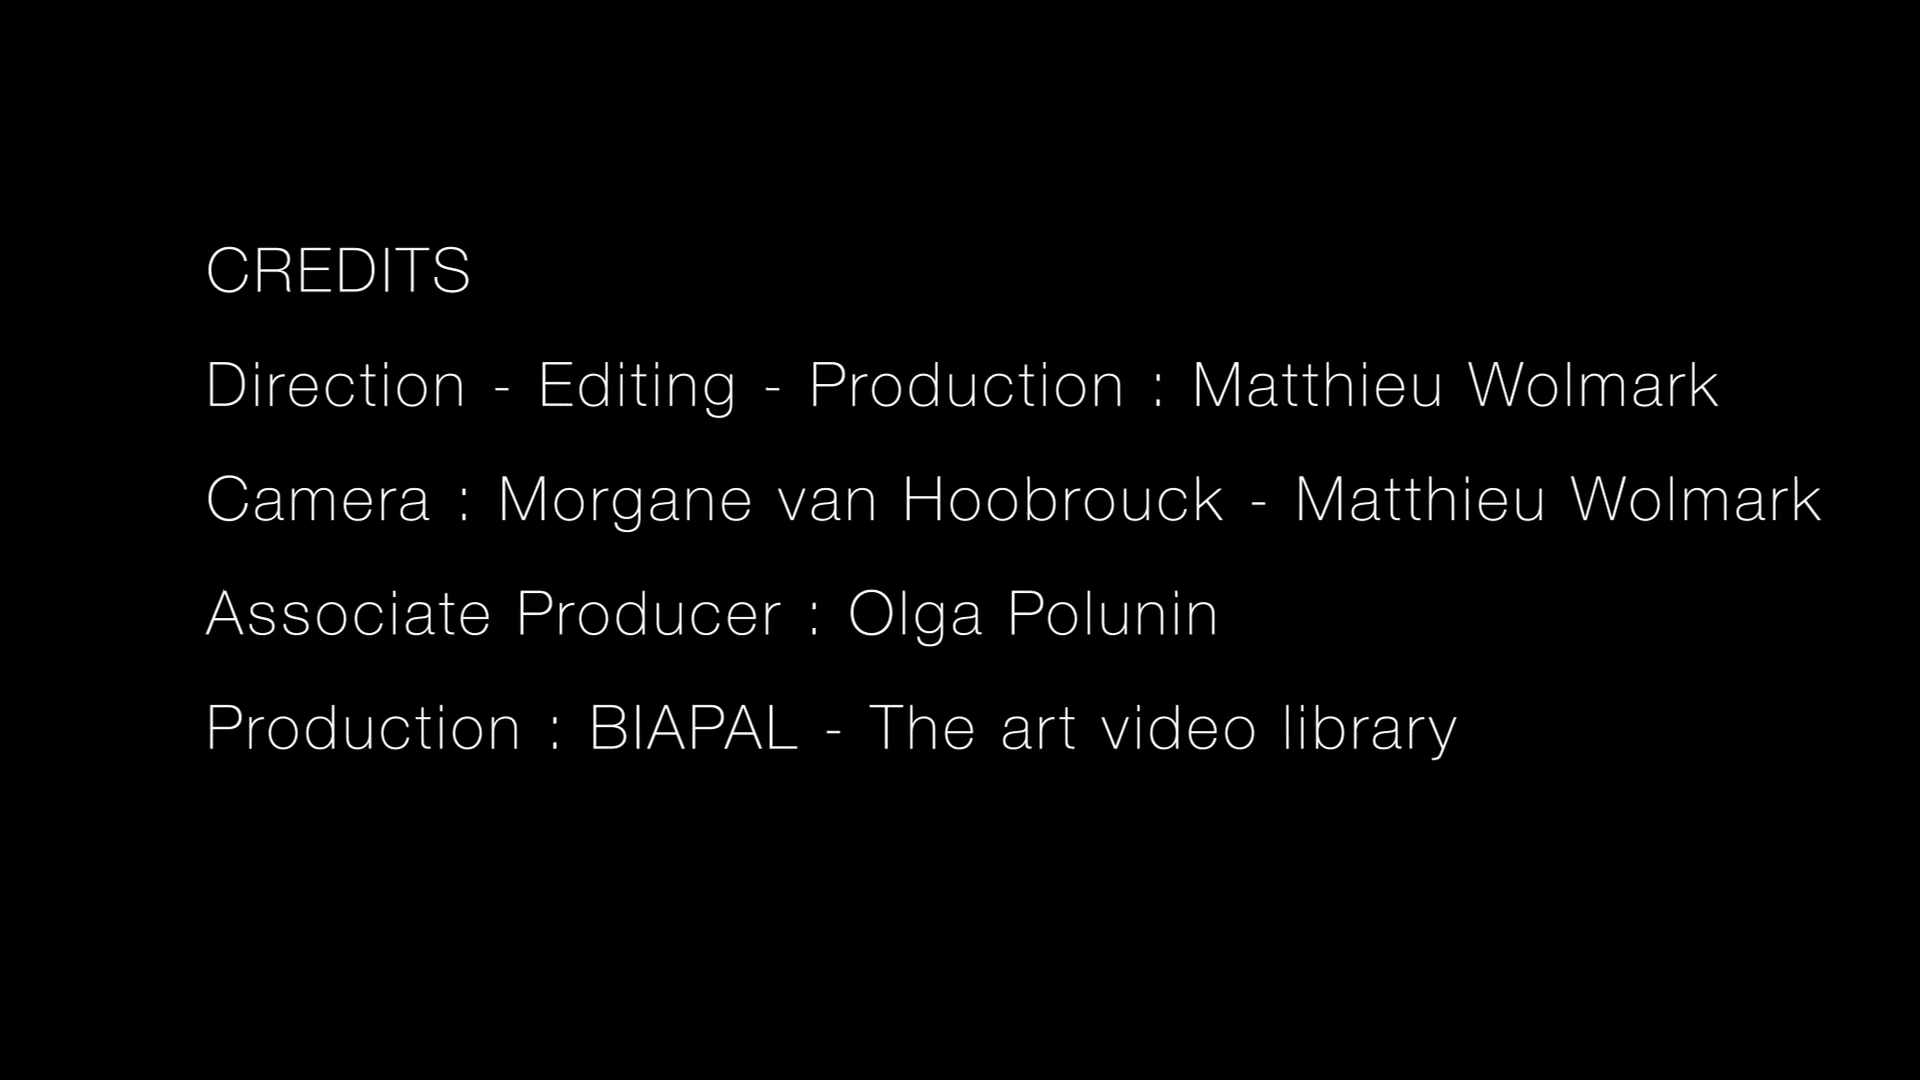 CREDITS
Direction - Editing - Production : Matthieu Wolmark
Camera : Morgane van Hoobrouck - Matthieu Wolmark
Associate Producer : Olga Polunin
Production : BIAPAL - The art video library